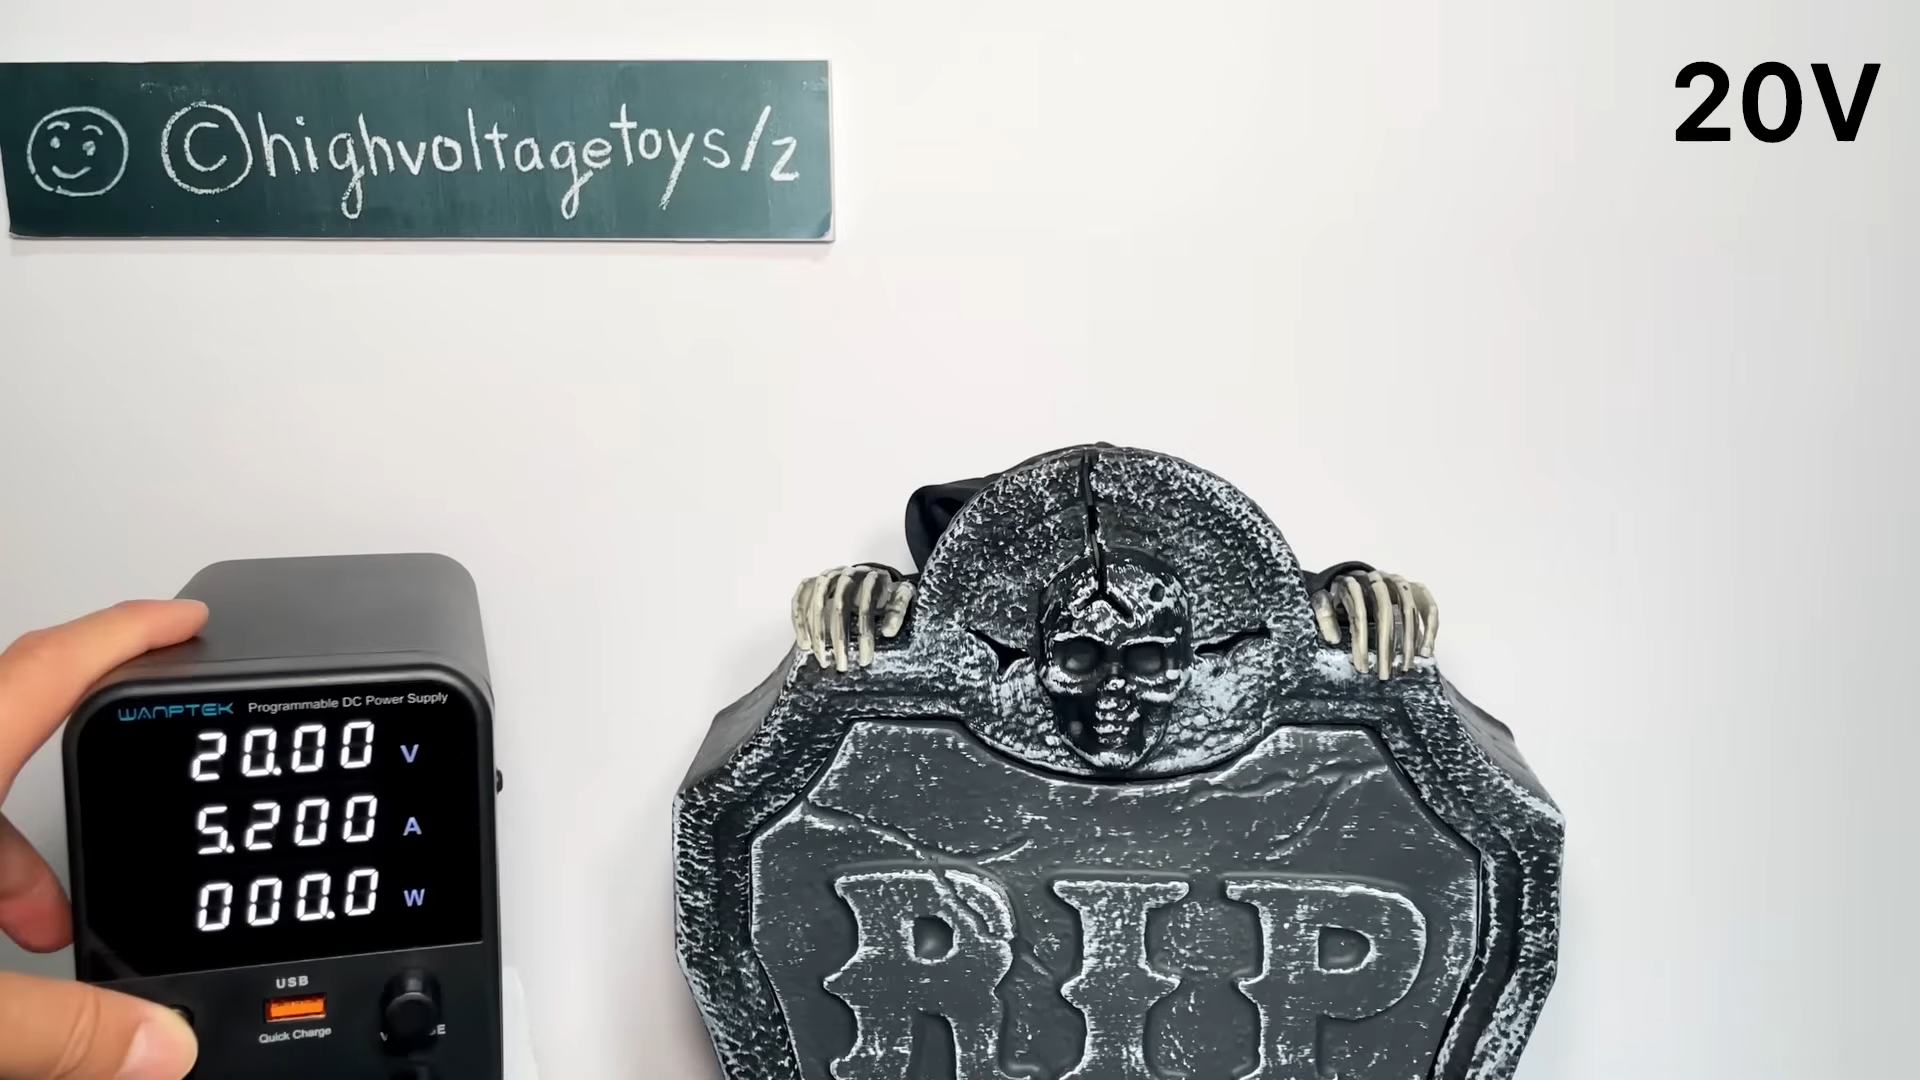 ©highvoltagetoys/z
20V
WANPTEK Programmable DC Power Supply
20.00 V
5.200 A
000.0 W
USB
Quick Charge
RIP